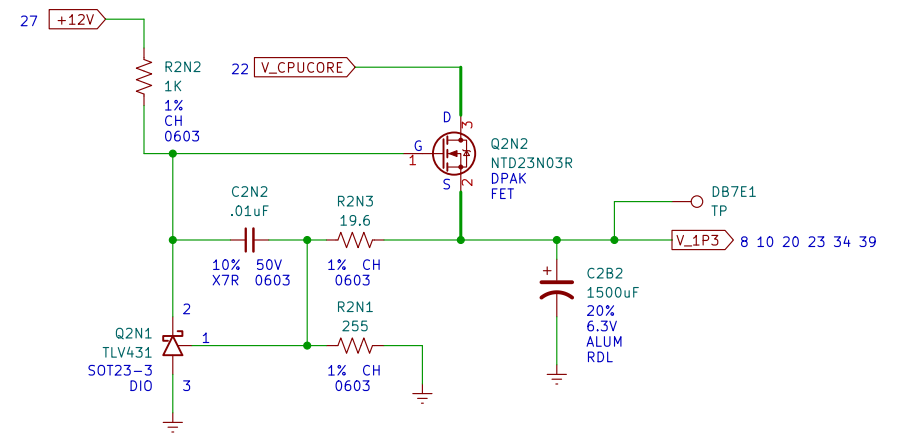 27 +12V
R2N2
1K
1%
CH
0603
22 V_CPUCORE
D
3
G
1
Q2N2
NTD23N03R
DPAK
FET
S
2
C2N2
.01uF
10% 50V
X7R 0603
R2N3
19.6
1% CH
0603
DB7E1
TP
V_1P3 8 10 20 23 34 39
+
C2B2
1500uF
20%
6.3V
ALUM
RDL
R2N1
255
1% CH
0603
2
Q2N1
1
TLV431
SOT23-3
DIO
3